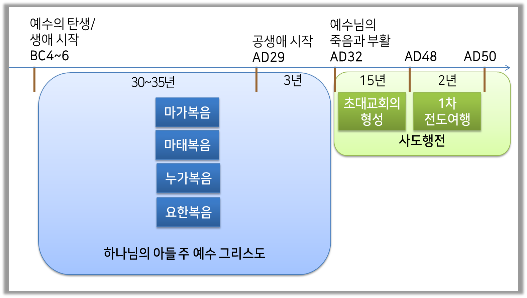 예수의 탄생/
생애 시작
BC4~6
공생애 시작
AD29
예수님의
죽음과 부활
AD32
AD48
AD50
30~35년
3년
15년
2년
마가복음
마태복음
누가복음
요한복음
초대교회의
형성
1차
전도여행
사도행전
하나님의 아들 주 예수 그리스도